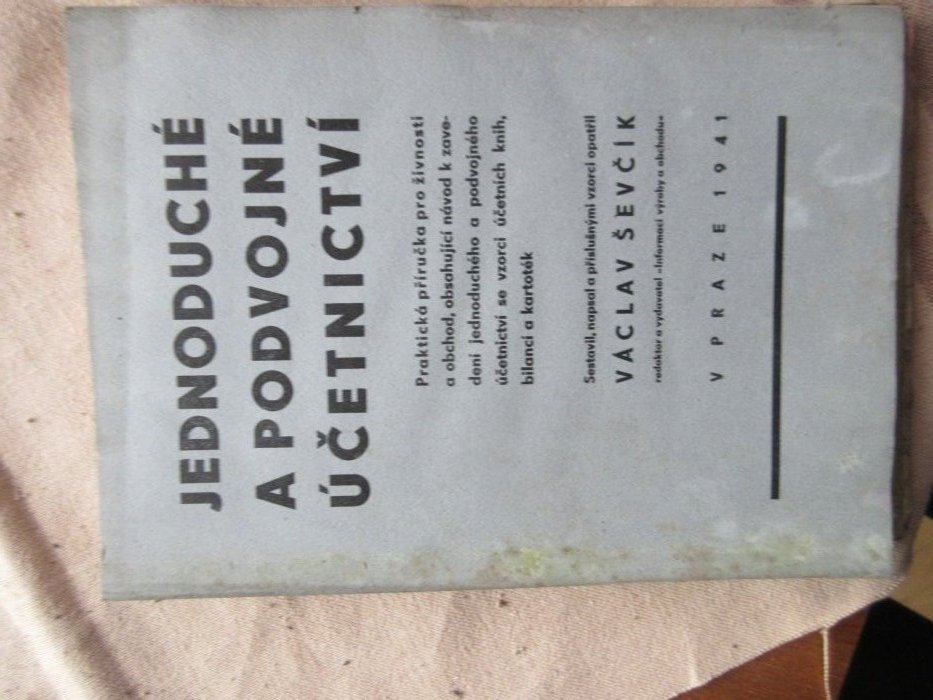 JEDNODUCHÉ
A PODVOJNÉ
ÚČETNICTVÍ
Praktická příručka pro živnosti
a obchod, obsahující návod k zave-
dení jednoduchého a podvojného
účetnictví se vzorci účetních knih,
bilancí a kartoték
Sestavil, napsal a příslušnými vzorci opatřil
VÁCLAV ŠEVČÍK
redaktor a vydavatel »Informací výroby a obchodu«
V PRAZE 1941